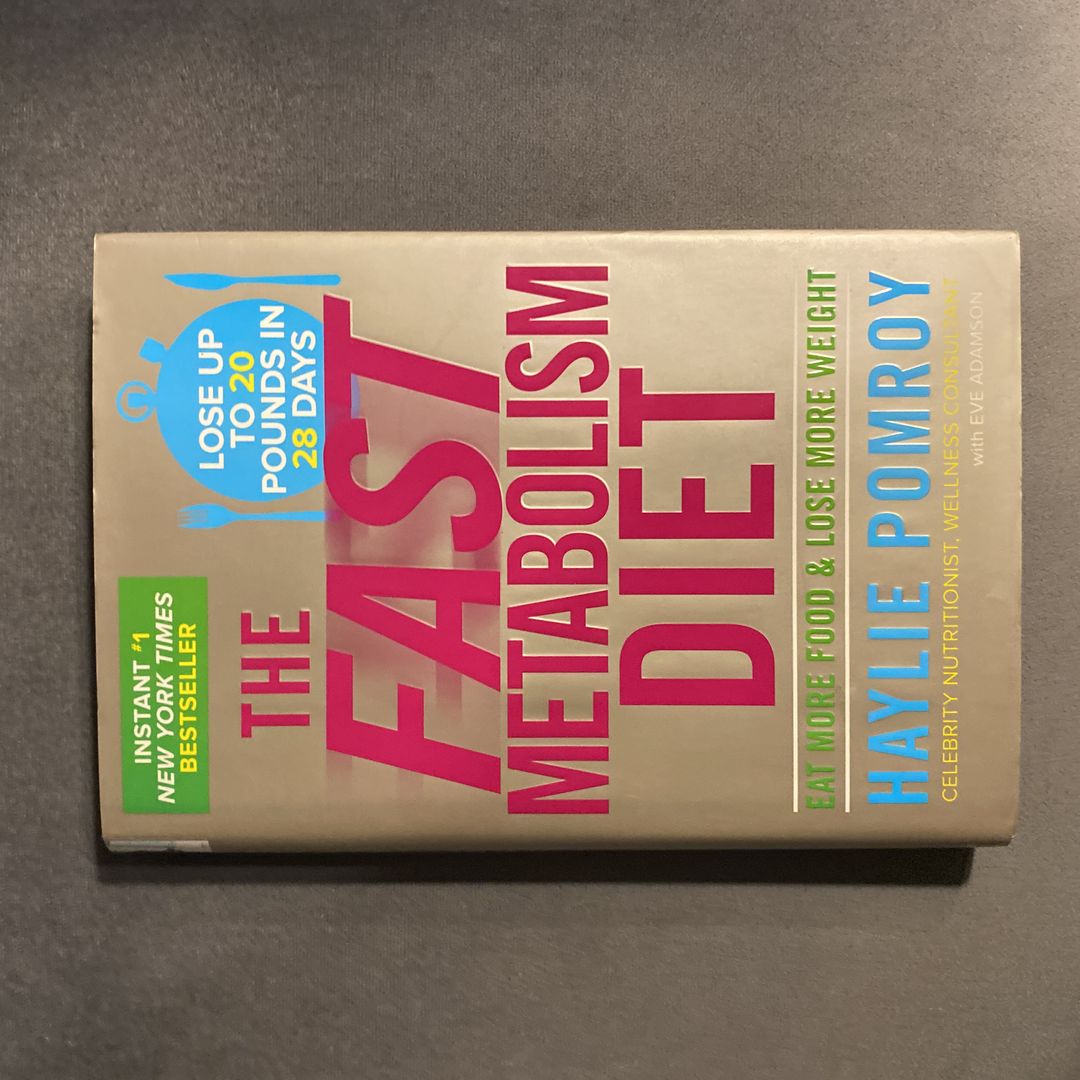 INSTANT #1
NEW YORK TIMES
BESTSELLER
LOSE UP
TO 20
POUNDS IN
28 DAYS
THE
FAST
METABOLISM
DIET
EAT MORE FOOD & LOSE MORE WEIGHT
HAYLIE POMROY
CELEBRITY NUTRITIONIST, WELLNESS CONSULTANT
with EVE ADAMSON